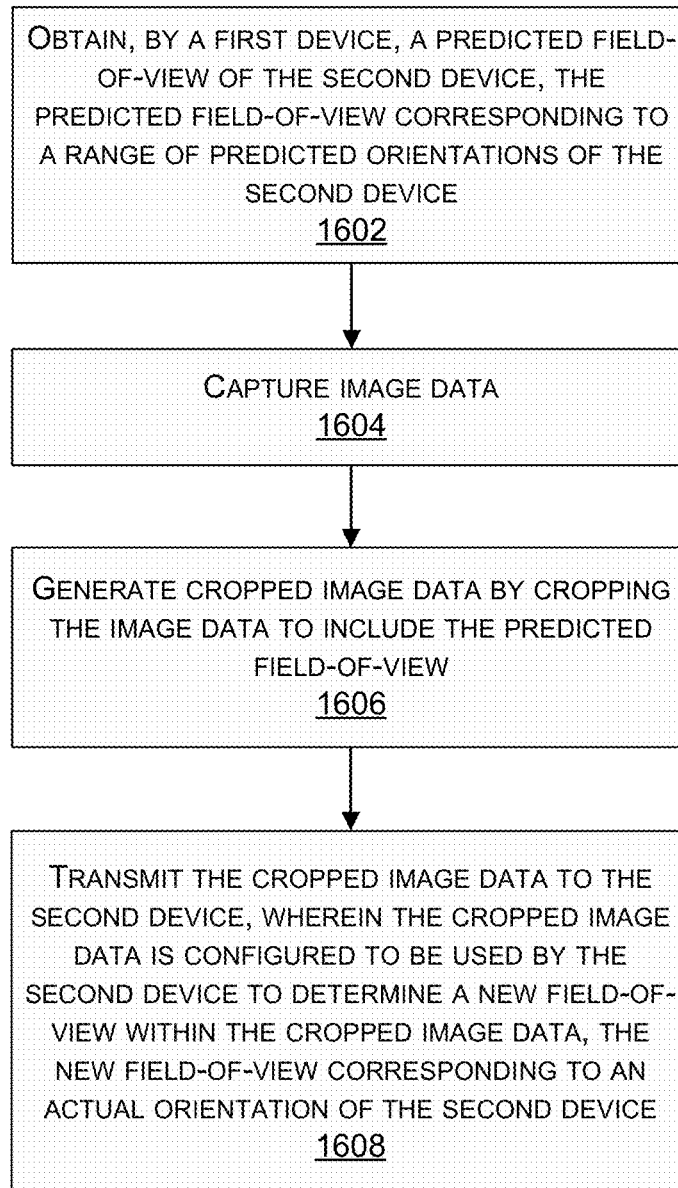 OBTAIN, BY A FIRST DEVICE, A PREDICTED FIELD-
OF-VIEW OF THE SECOND DEVICE, THE
PREDICTED FIELD-OF-VIEW CORRESPONDING TO
A RANGE OF PREDICTED ORIENTATIONS OF THE
SECOND DEVICE
1602
CAPTURE IMAGE DATA
1604
GENERATE CROPPED IMAGE DATA BY CROPPING
THE IMAGE DATA TO INCLUDE THE PREDICTED
FIELD-OF-VIEW
1606
TRANSMIT THE CROPPED IMAGE DATA TO THE
SECOND DEVICE, WHEREIN THE CROPPED IMAGE
DATA IS CONFIGURED TO BE USED BY THE
SECOND DEVICE TO DETERMINE A NEW FIELD-OF-
VIEW WITHIN THE CROPPED IMAGE DATA, THE
NEW FIELD-OF-VIEW CORRESPONDING TO AN
ACTUAL ORIENTATION OF THE SECOND DEVICE
1608